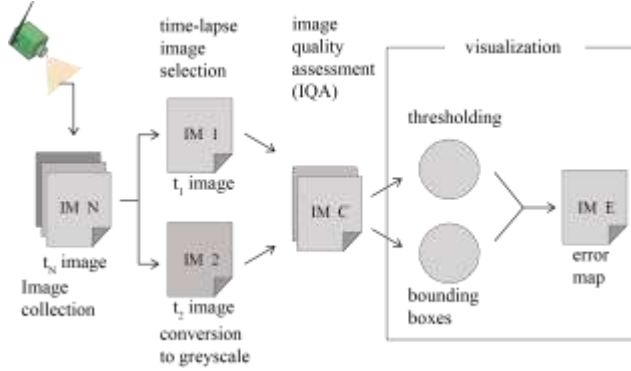 time-lapse
image
selection
image
quality
assessment
(IQA)
visualization
thresholding
IM 1
t1 image
IM N
tN image
Image
collection
IM 2
t2 image
conversion
to greyscale
IM C
bounding
boxes
IM E
error
map